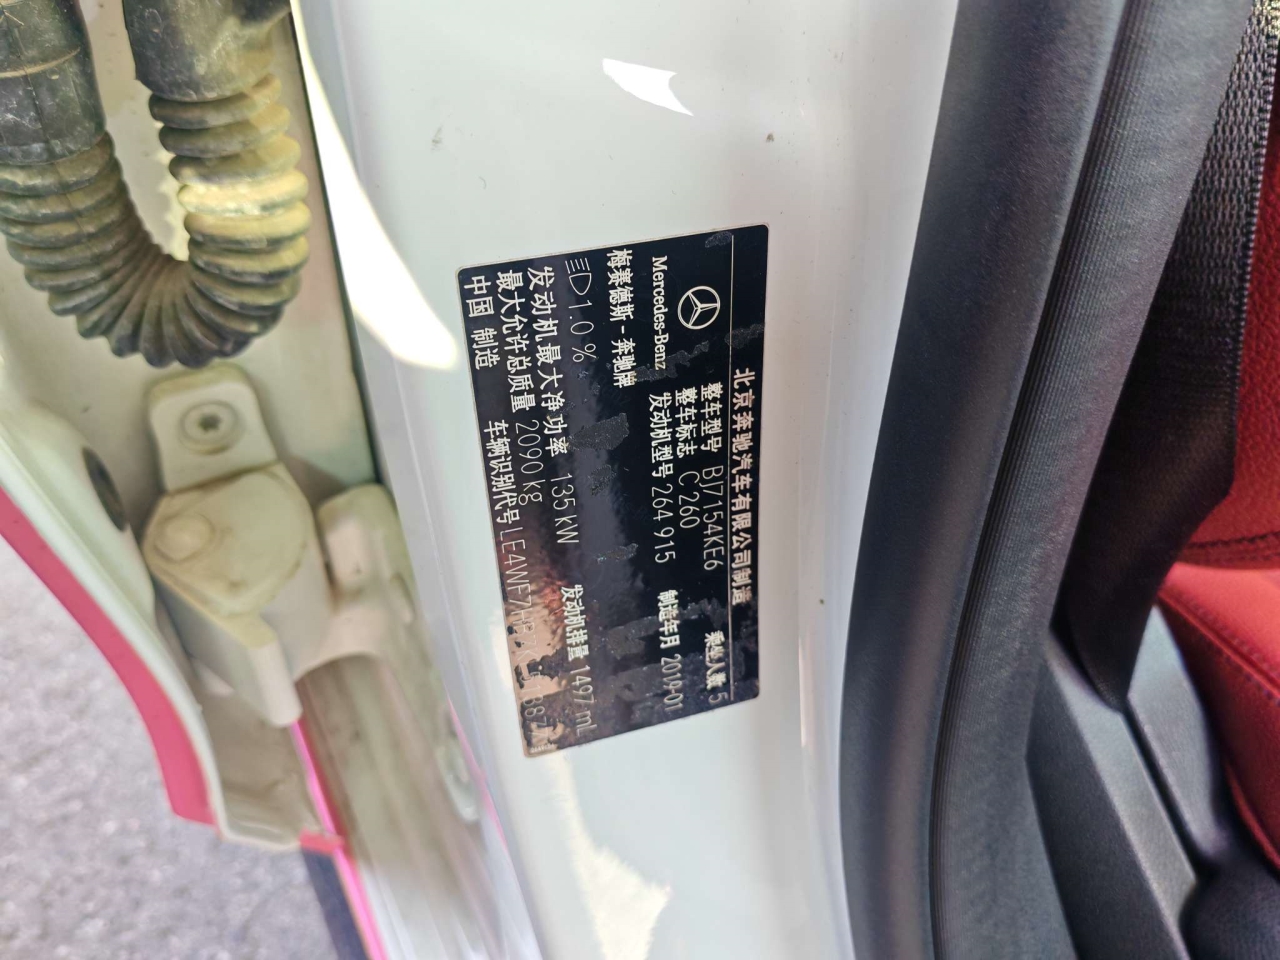 北京奔驰汽车有限公司制造
Mercedes-Benz
梅赛德斯-奔驰牌
整车型号 BJ7154KE6 乘坐人数 5
整车标志 C 260
发动机型号 264 915 制造年月 2019-01
1.0 %
发动机最大净功率 135 kW 发动机排量 1497 mL
最大允许总质量 2090 kg
中国 制造 车辆识别代号